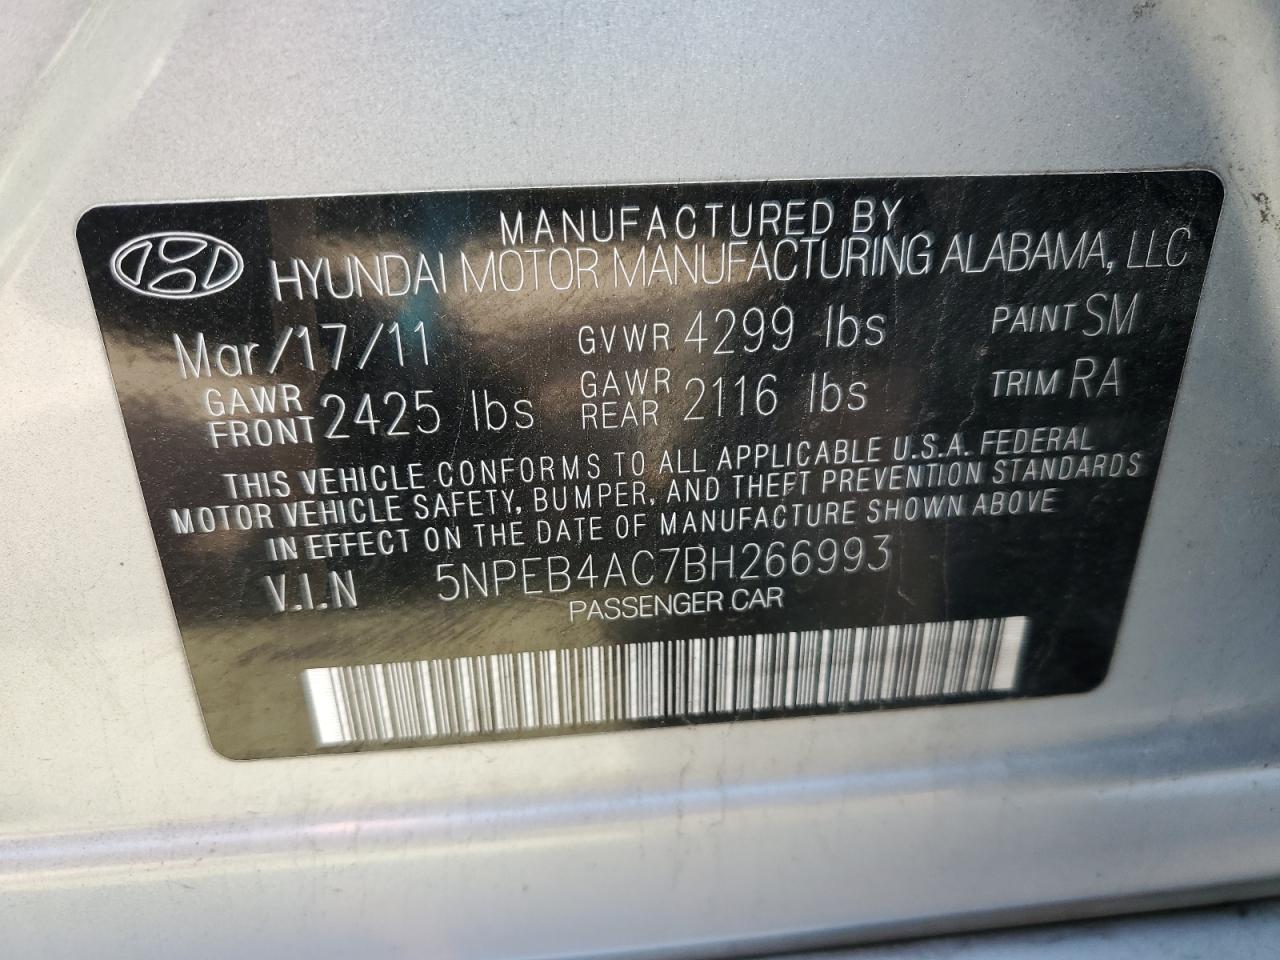 MANUFACTURED BY
HYUNDAI MOTOR MANUFACTURING ALABAMA, LLC
Mar/17/11 GVWR 4299 lbs PAINT SM
GAWR FRONT 2425 lbs GAWR REAR 2116 lbs TRIM RA
THIS VEHICLE CONFORMS TO ALL APPLICABLE U.S.A. FEDERAL
MOTOR VEHICLE SAFETY, BUMPER, AND THEFT PREVENTION STANDARDS
IN EFFECT ON THE DATE OF MANUFACTURE SHOWN ABOVE
V.I.N 5NPEB4AC7BH266993
PASSENGER CAR